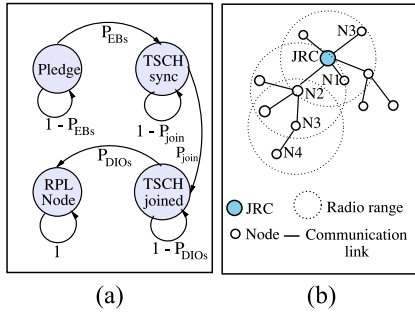 P_EBs
Pledge
TSCH
sync
1 - P_EBs
1 - P_join
P_join
P_DIOs
RPL
Node
TSCH
joined
1
1 - P_DIOs
(a)
N3
JRC
N1
N2
N3
N4
JRC
Radio range
Node
Communication
link
(b)